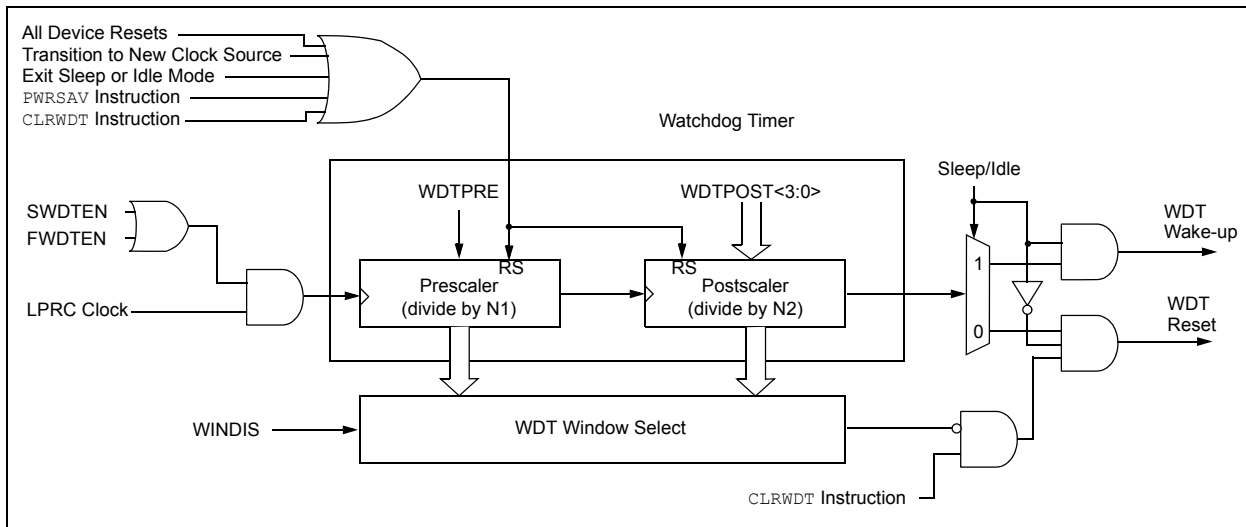 All Device Resets
Transition to New Clock Source
Exit Sleep or Idle Mode
PWRSAV Instruction
CLRWDT Instruction
Watchdog Timer
Sleep/Idle
WDTPRE
WDTPOST<3:0>
SWDTEN
FWDTEN
WDT
Wake-up
RS
RS
1
Prescaler
(divide by N1)
Postscaler
(divide by N2)
LPRC Clock
0
WDT
Reset
WINDIS
WDT Window Select
CLRWDT Instruction